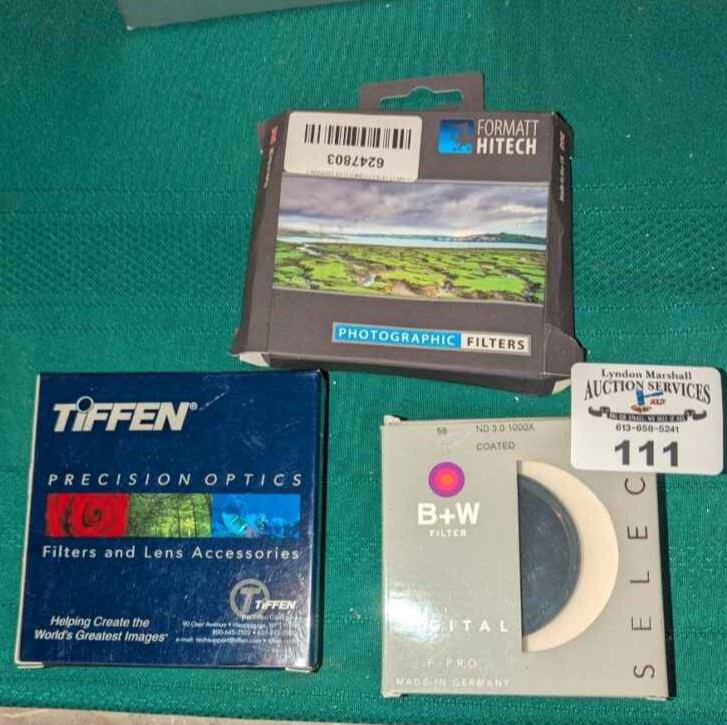 6247803
FORMATT
HITECH
PHOTOGRAPHIC FILTERS
Lyndon Marshall
AUCTION SERVICES
SOLD!
613-658-5241
111
TiFFEN®
PRECISION OPTICS
Filters and Lens Accessories
TiFFEN
Helping Create the
World's Greatest Images®
58 ND 3.0 1000X
COATED
B+W
FILTER
GITAL
F-PRO
MADE IN GERMANY
SELEC